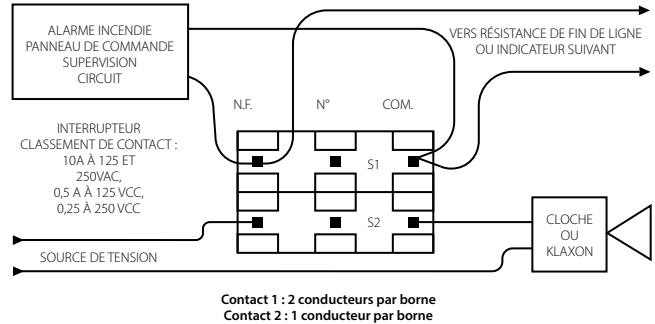 ALARME INCENDIE
PANNEAU DE COMMANDE
SUPERVISION
CIRCUIT
VERS RÉSISTANCE DE FIN DE LIGNE
OU INDICATEUR SUIVANT
N.F.
N°
COM.
INTERRUPTEUR
CLASSEMENT DE CONTACT :
10A À 125 ET
250VAC,
0,5 A À 125 VCC,
0,25 À 250 VCC
S1
S2
CLOCHE
OU
KLAXON
SOURCE DE TENSION
Contact 1 : 2 conducteurs par borne
Contact 2 : 1 conducteur par borne